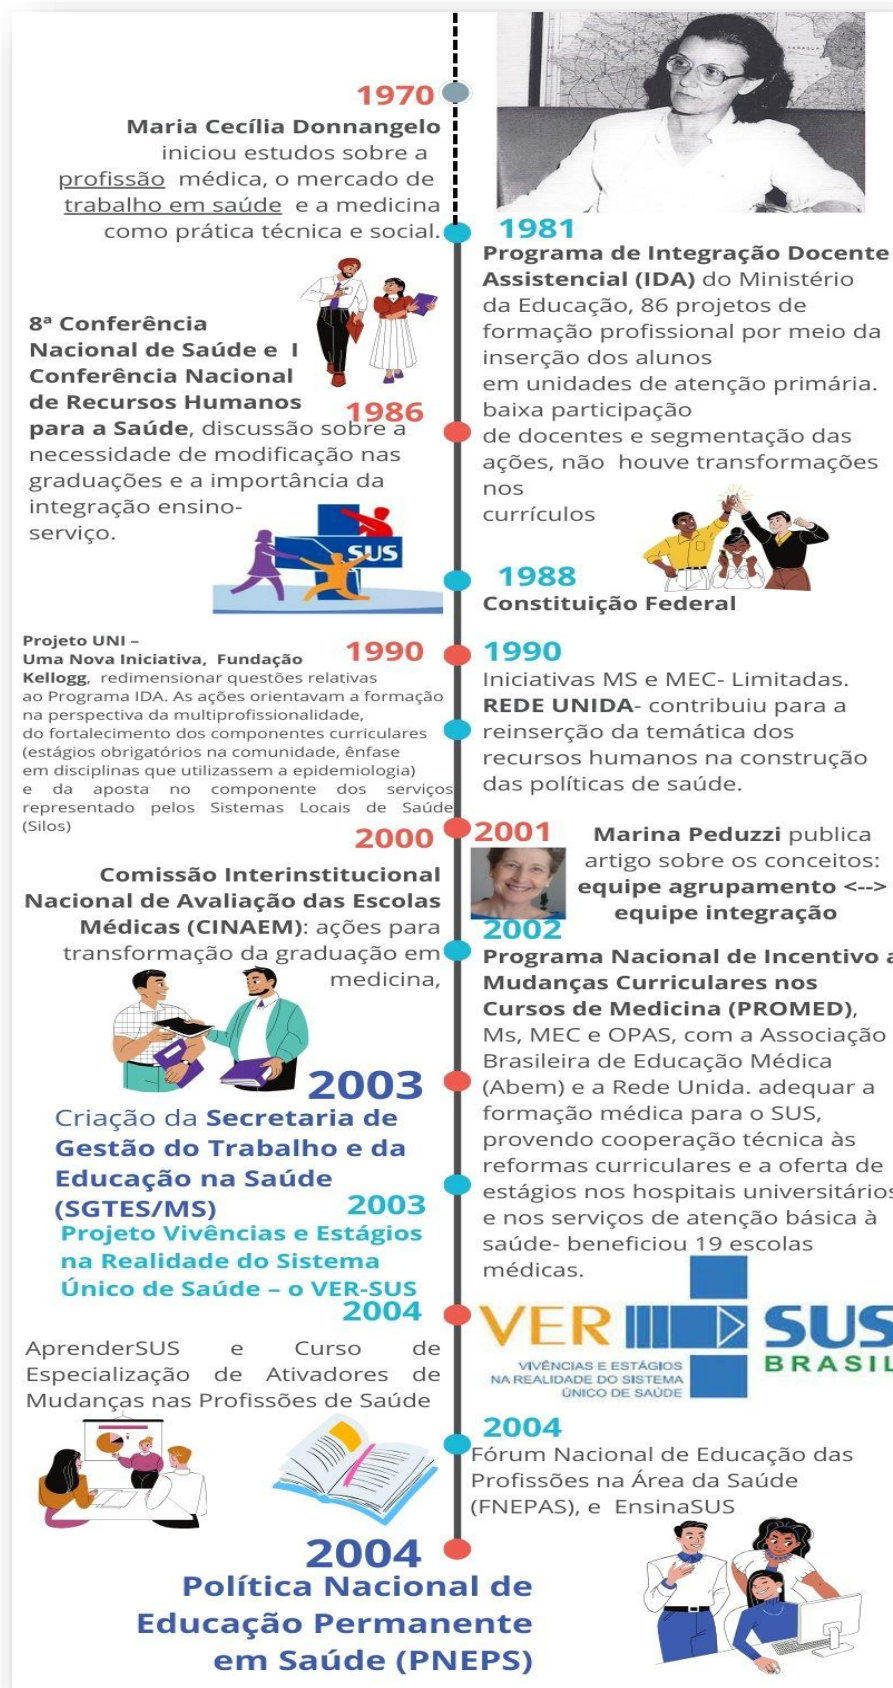 1970
Maria Cecília Donnangelo
iniciou estudos sobre a
profissão médica, o mercado de
trabalho em saúde e a medicina
como prática técnica e social.
1981
Programa de Integração Docente
Assistencial (IDA) do Ministério
da Educação, 86 projetos de
formação profissional por meio da
inserção dos alunos
em unidades de atenção primária.
baixa participação
de docentes e segmentação das
ações, não houve transformações
nos
currículos
8ª Conferência
Nacional de Saúde e I
Conferência Nacional
de Recursos Humanos
1986
para a Saúde, discussão sobre a
necessidade de modificação nas
graduações e a importância da
integração ensino-
serviço.
SUS
1988
Constituição Federal
1990
Projeto UNI –
Uma Nova Iniciativa, Fundação
Kellogg, redimensionar questões relativas
ao Programa IDA. As ações orientavam a formação
na perspectiva da multiprofissionalidade,
do fortalecimento dos componentes curriculares
(estágios obrigatórios na comunidade, ênfase
em disciplinas que utilizassem a epidemiologia)
e da aposta no componente dos serviços
representado pelos Sistemas Locais de Saúde
(Silos)
1990
Iniciativas MS e MEC- Limitadas.
REDE UNIDA- contribuiu para a
reinserção da temática dos
recursos humanos na construção
das políticas de saúde.
2000
Comissão Interinstitucional
Nacional de Avaliação das Escolas
Médicas (CINAEM): ações para
transformação da graduação em
medicina,
2001
Marina Peduzzi publica
artigo sobre os conceitos:
equipe agrupamento <-->
equipe integração
2002
Programa Nacional de Incentivo a
Mudanças Curriculares nos
Cursos de Medicina (PROMED),
Ms, MEC e OPAS, com a Associação
Brasileira de Educação Médica
(Abem) e a Rede Unida. adequar a
formação médica para o SUS,
provendo cooperação técnica às
reformas curriculares e a oferta de
estágios nos hospitais universitários
e nos serviços de atenção básica à
saúde- beneficiou 19 escolas
médicas.
2003
Criação da Secretaria de
Gestão do Trabalho e da
Educação na Saúde
(SGTES/MS)
2003
Projeto Vivências e Estágios
na Realidade do Sistema
Único de Saúde – o VER-SUS
VER SUS
BRASIL
VIVÊNCIAS E ESTÁGIOS
NA REALIDADE DO SISTEMA
ÚNICO DE SAÚDE
2004
AprenderSUS e Curso de
Especialização de Ativadores de
Mudanças nas Profissões de Saúde
2004
Fórum Nacional de Educação das
Profissões na Área da Saúde
(FNEPAS), e EnsinaSUS
2004
Política Nacional de
Educação Permanente
em Saúde (PNEPS)